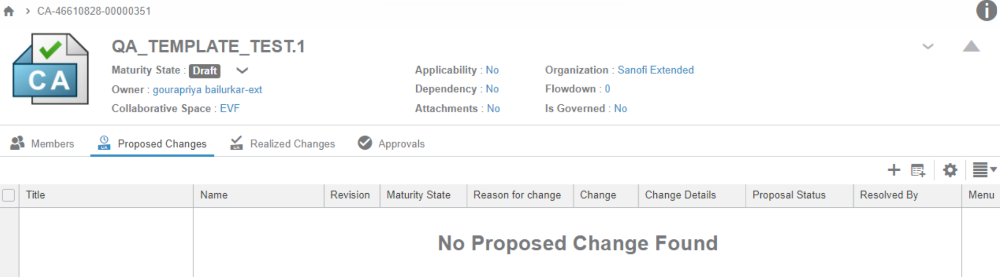 CA-46610828-00000351
i
CA
QA_TEMPLATE_TEST.1
Maturity State : Draft
Applicability : No
Organization : Sanofi Extended
Owner : gourapriya bailurkar-ext
Dependency : No
Flowdown : 0
Collaborative Space : EVF
Attachments : No
Is Governed : No
Members
CA
Proposed Changes
CA
Realized Changes
Approvals
Title Name Revision Maturity State Reason for change Change Change Details Proposal Status Resolved By Menu
No Proposed Change Found